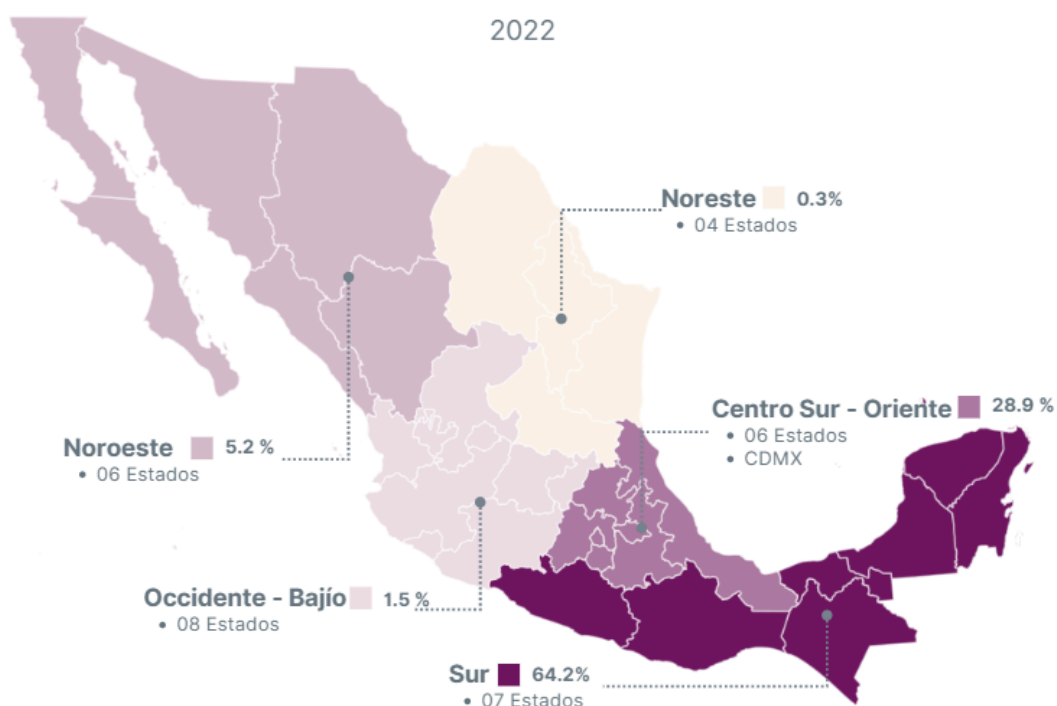 2022
Noreste 0.3%
• 04 Estados
Centro Sur - Oriente 28.9 %
• 06 Estados
• CDMX
Noroeste 5.2 %
• 06 Estados
Occidente - Bajío 1.5 %
• 08 Estados
Sur 64.2%
• 07 Estados